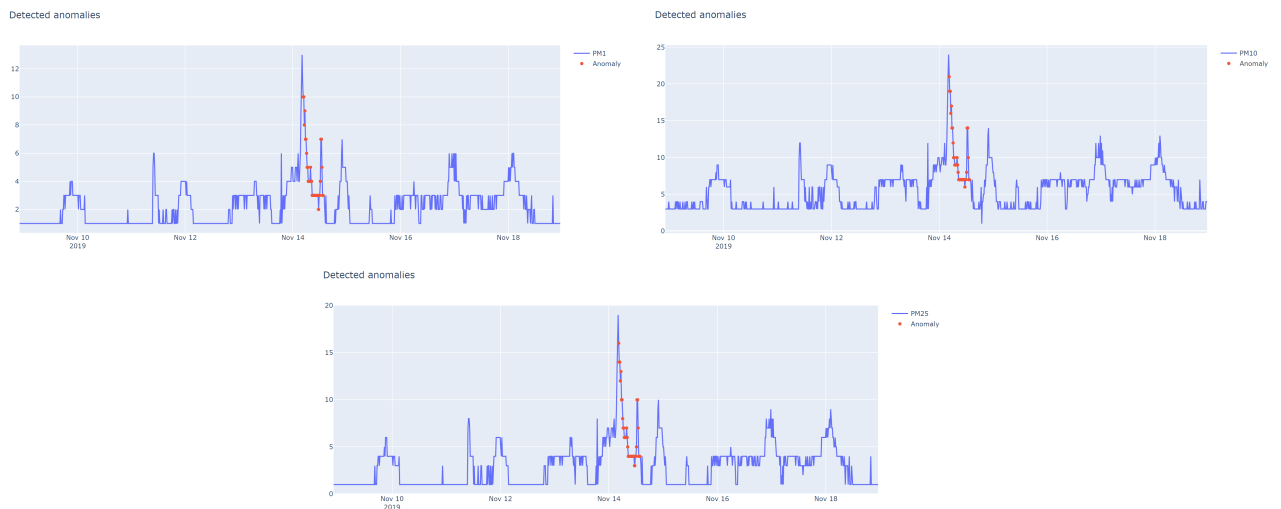 Detected anomalies
PM1
Anomaly
12
10
8
6
4
2
Nov 10
2019
Nov 12
Nov 14
Nov 16
Nov 18
Detected anomalies
PM10
Anomaly
25
20
15
10
5
0
Nov 10
2019
Nov 12
Nov 14
Nov 16
Nov 18
Detected anomalies
PM25
Anomaly
20
15
10
5
0
Nov 10
2019
Nov 12
Nov 14
Nov 16
Nov 18